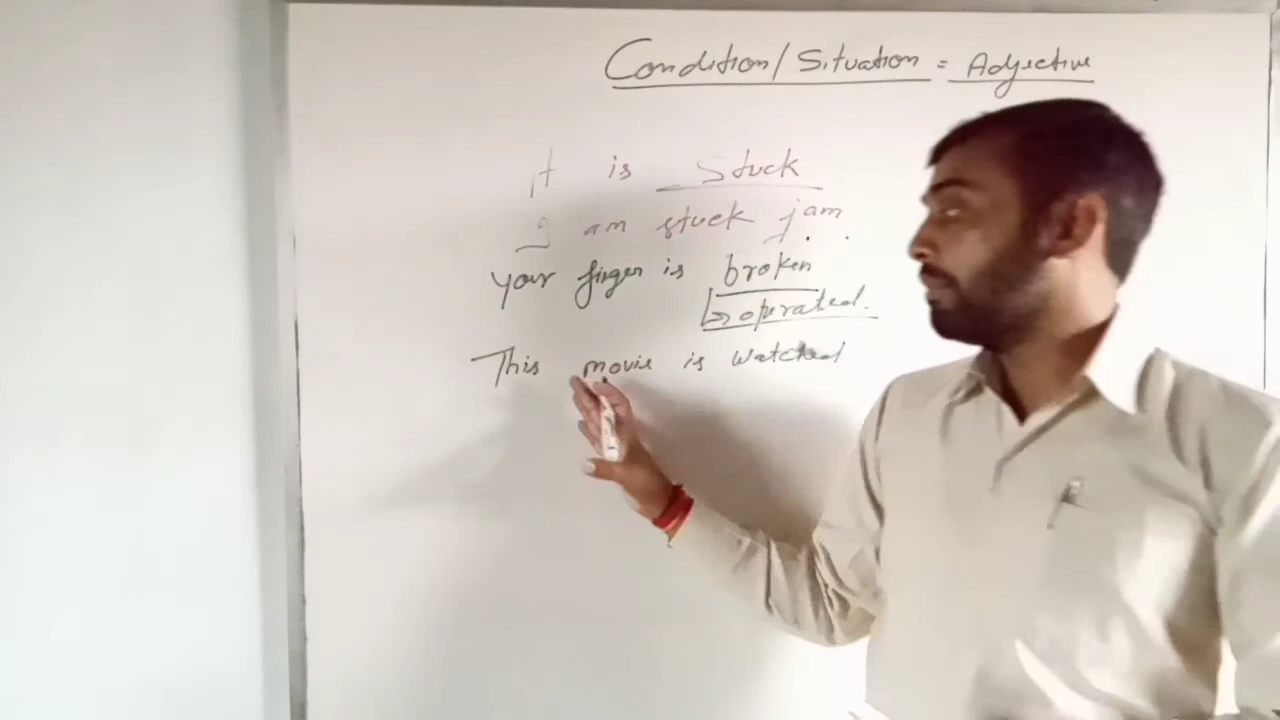 Condition/Situation = Adjective
It is Stuck
I am stuck jam
your finger is broken
operated.
This movie is watched